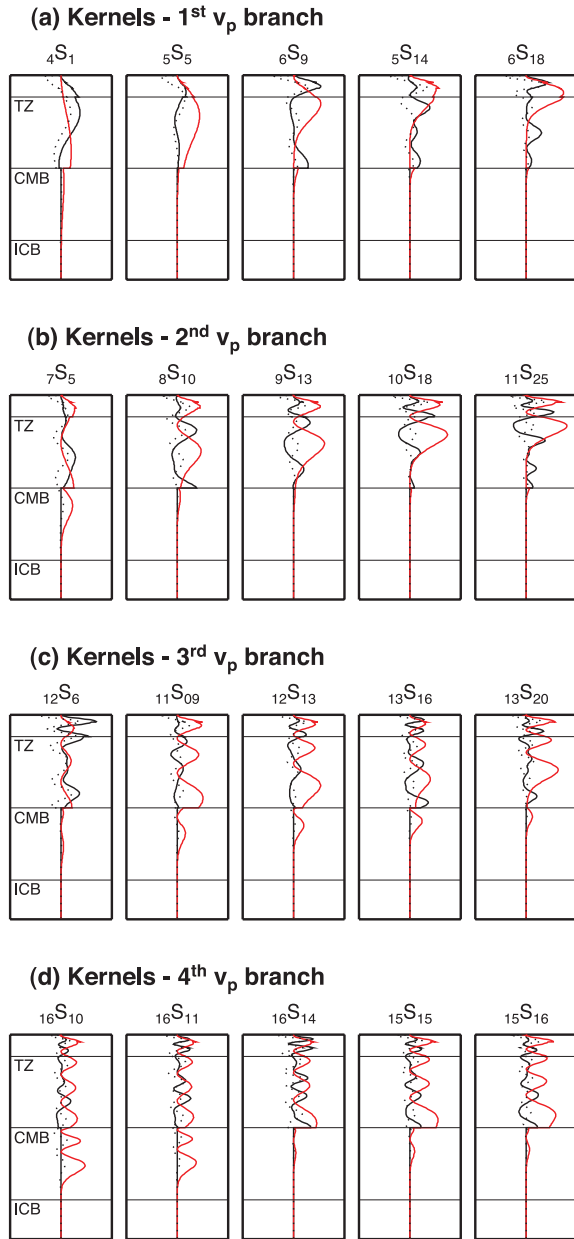 (a) Kernels - 1st vp branch
4S1 5S5 6S9 5S14 6S18
TZ
CMB
ICB
(b) Kernels - 2nd vp branch
7S5 8S10 9S13 10S18 11S25
TZ
CMB
ICB
(c) Kernels - 3rd vp branch
12S6 11S09 12S13 13S16 13S20
TZ
CMB
ICB
(d) Kernels - 4th vp branch
16S10 16S11 16S14 15S15 15S16
TZ
CMB
ICB